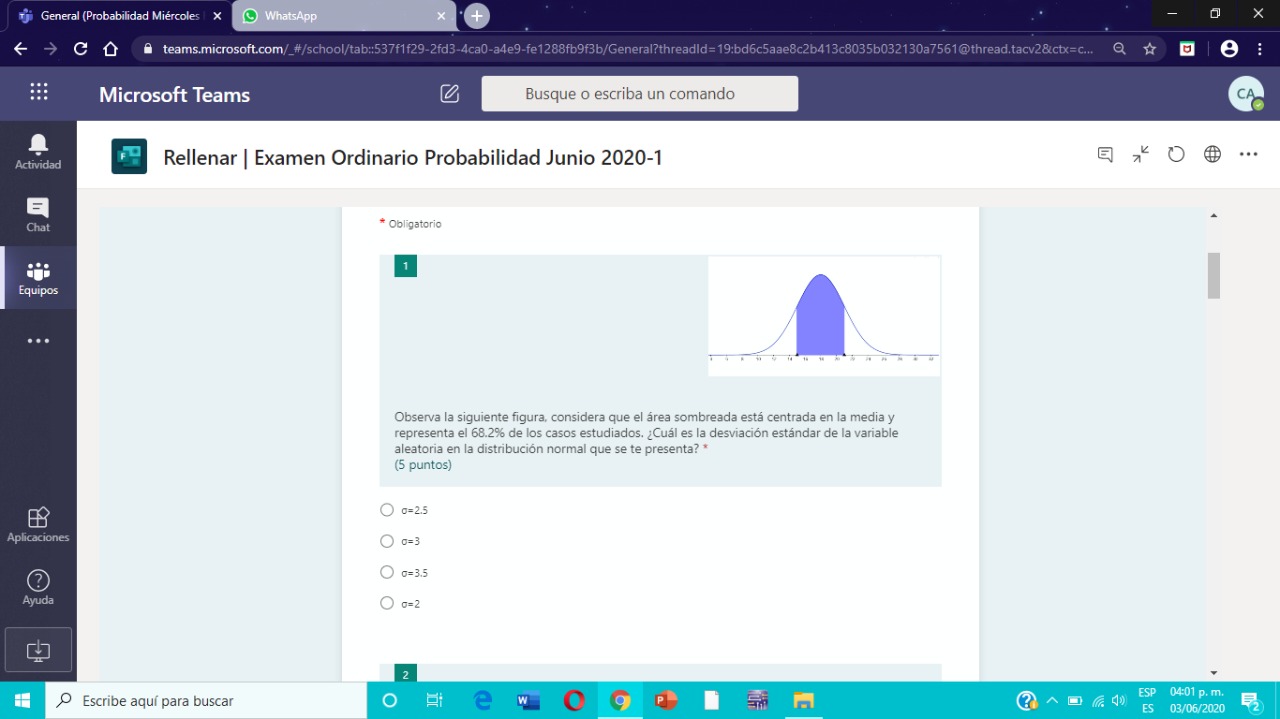 General (Probabilidad Miércoles
WhatsApp
teams.microsoft.com/_#/school/tab::537f1f29-2fd3-4ca0-a4e9-fe1288fb9f3b/General?threadId=19:bd6c5aae8c2b413c8035b032130a7561@thread.tacv2&ctx=c...
Microsoft Teams
Busque o escriba un comando
CA
Actividad
Chat
Equipos
Aplicaciones
Ayuda
Rellenar | Examen Ordinario Probabilidad Junio 2020-1
* Obligatorio
1
Observa la siguiente figura, considera que el área sombreada está centrada en la media y
representa el 68.2% de los casos estudiados. ¿Cuál es la desviación estándar de la variable
aleatoria en la distribución normal que se te presenta? *
(5 puntos)
σ=2.5
σ=3
σ=3.5
σ=2
2
Escribe aquí para buscar
ESP
ES
04:01 p. m.
03/06/2020
2